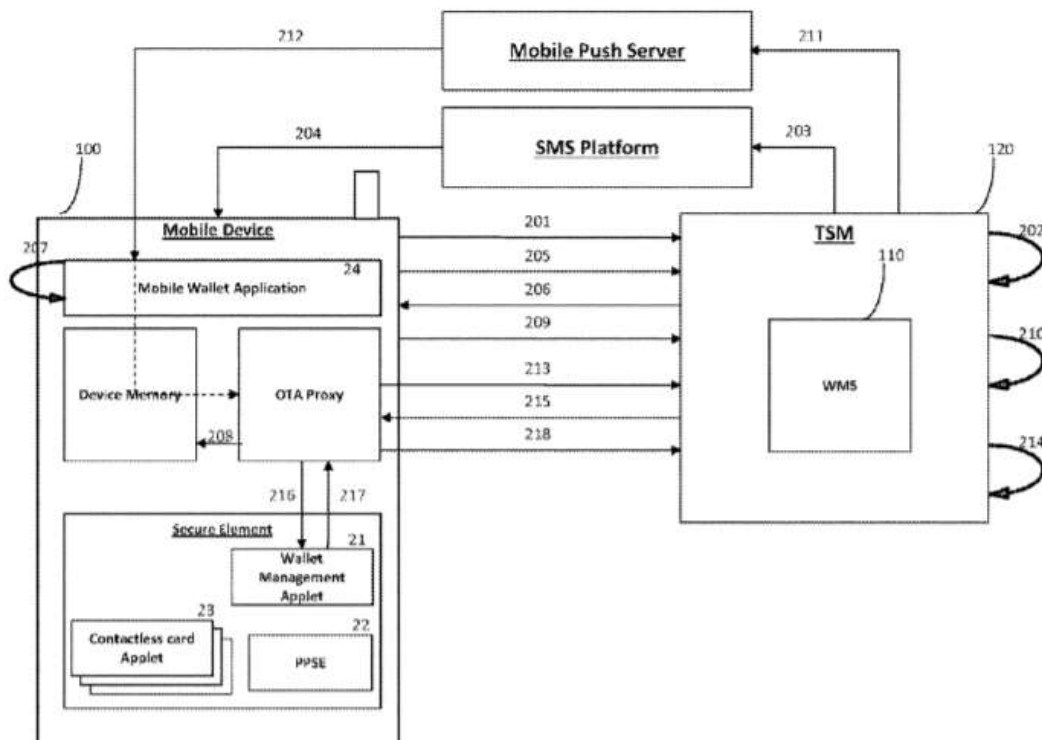 212
Mobile Push Server
211
204
SMS Platform
203
100
120
Mobile Device
201
TSM
202
207
24
205
110
Mobile Wallet Application
206
209
210
Device Memory
OTA Proxy
213
WMS
215
208
218
214
216
217
Secure Element
21
Wallet
Management
Applet
23
22
Contactless card
Applet
PPSE